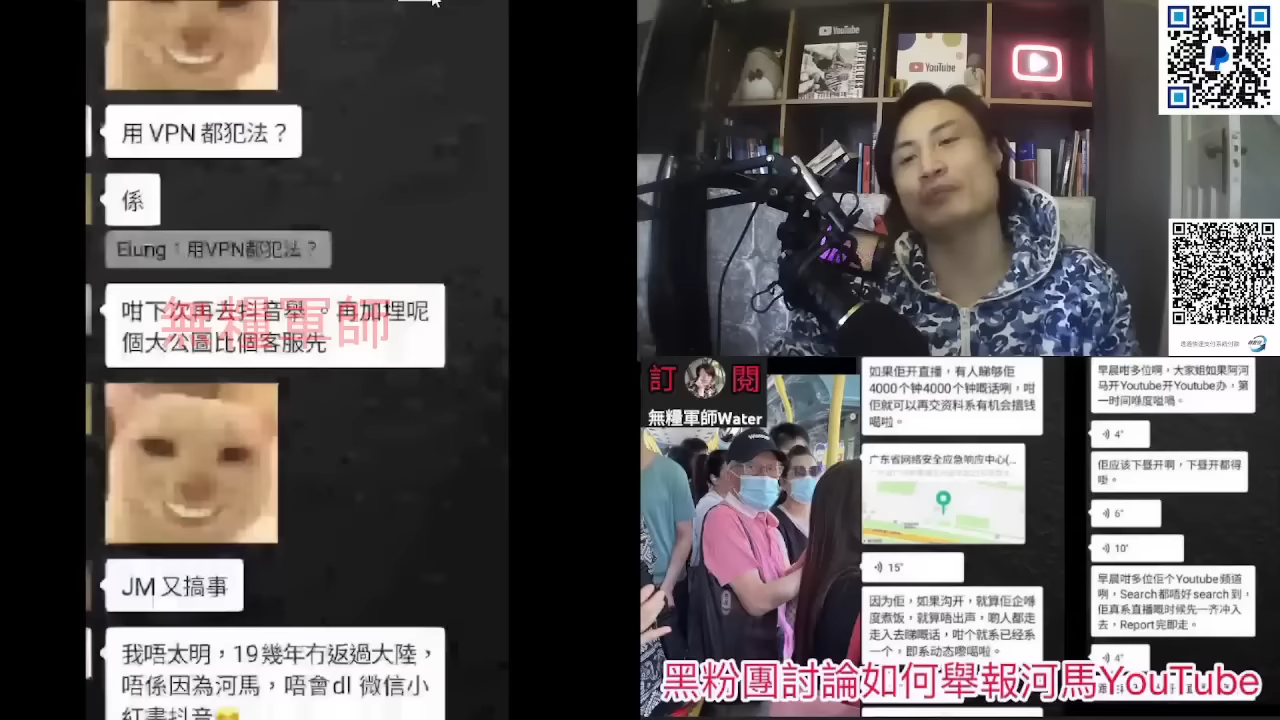 用 VPN 都犯法？
係
Elung：用VPN都犯法？
咁下次再去抖音舉。再加埋呢
個大公圖比個客服先
無糧軍師
JM 又搞事
我唔太明，19幾年冇返過大陸，
唔係因為河馬，唔會dl 微信小
紅書抖音
YouTube
YouTube
訂 閱
無糧軍師Water
如果佢开直播，有人睇够佢
4000个钟4000个钟嘅话咧，咁
佢就可以再交资料系有机会搵钱
噶啦。
广东省网络安全应急响应中心(...
15"
因为佢，如果沟开，就算佢企喺
度煮饭，就算唔出声，啲人都走
走入去睇嘅话，咁个就系已经系
一个，即系动态嚟噶啦。
早晨咁多位啊，大家姐如果阿河
马开Youtube开Youtube办，第
一时间喺度嗌喎。
4"
佢应该下昼开啊，下昼开都得
6"
10'
早晨咁多位佢个Youtube频道
咧，Search都唔好search到，
佢真系直播嘅时候先一齐冲入
去，Report完即走。
4"
黑粉團討論如何舉報河馬YouTube